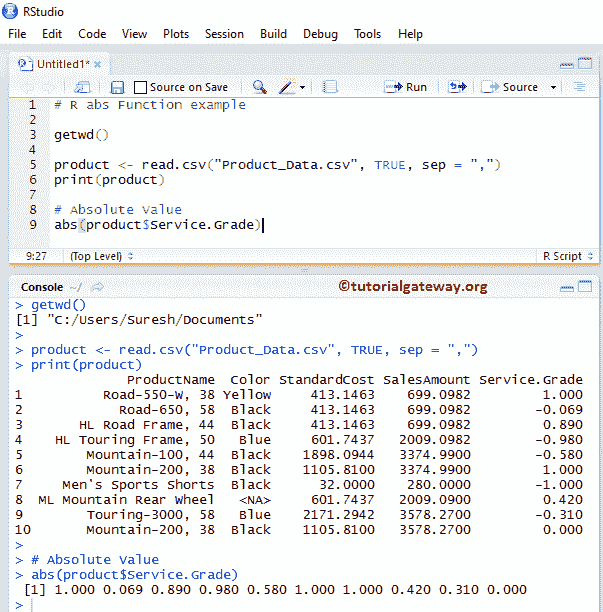 RStudio
File Edit Code View Plots Session Build Debug Tools Help
Untitled1*
Source on Save Run Source
1 # R abs Function example
2
3 getwd()
4
5 product <- read.csv("Product_Data.csv", TRUE, sep = ",")
6 print(product)
7
8 # Absolute Value
9 abs(product$Service.Grade)
9:27 (Top Level) R Script
Console ~/ ©tutorialgateway.org
> getwd()
[1] "C:/Users/Suresh/Documents"
>
> product <- read.csv("Product_Data.csv", TRUE, sep = ",")
> print(product)
ProductName Color StandardCost SalesAmount Service.Grade
1 Road-550-W, 38 Yellow 413.1463 699.0982 1.000
2 Road-650, 58 Black 413.1463 699.0982 -0.069
3 HL Road Frame, 44 Black 413.1463 699.0982 0.890
4 HL Touring Frame, 50 Blue 601.7437 2009.0982 -0.980
5 Mountain-100, 44 Black 1898.0944 3374.9900 -0.580
6 Mountain-200, 38 Black 1105.8100 3374.9900 1.000
7 Men's Sports Shorts Black 32.0000 280.0000 -1.000
8 ML Mountain Rear Wheel <NA> 601.7437 2009.0900 0.420
9 Touring-3000, 58 Blue 2171.2942 3578.2700 -0.310
10 Mountain-200, 38 Black 1105.8100 3578.2700 0.000
>
> # Absolute Value
> abs(product$Service.Grade)
[1] 1.000 0.069 0.890 0.980 0.580 1.000 1.000 0.420 0.310 0.000
>